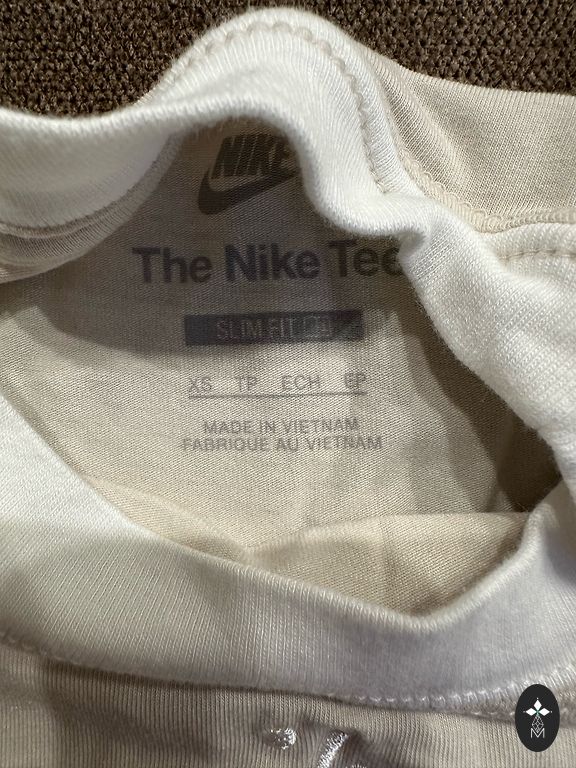 NIKE
The Nike Tee
SLIM FIT
XS TP ECH EP
MADE IN VIETNAM
FABRIQUE AU VIETNAM
M